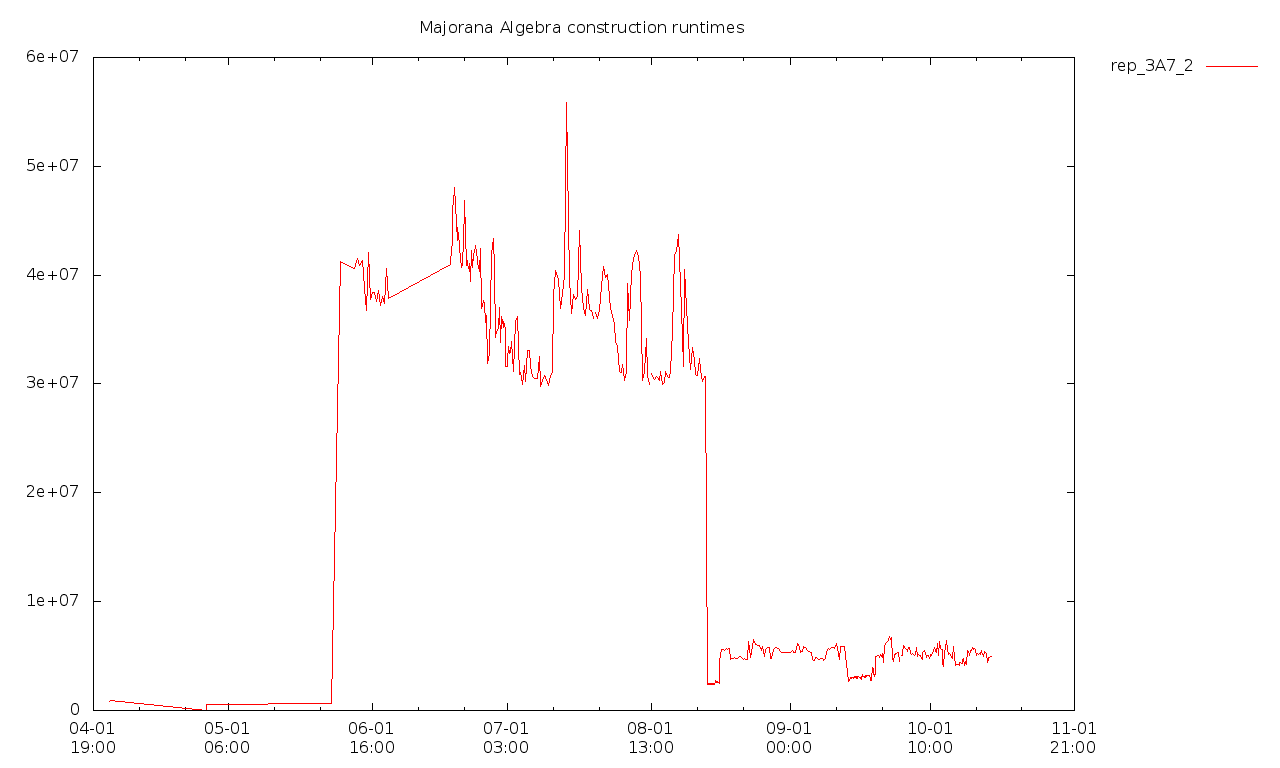 Majorana Algebra construction runtimes
rep_3A7_2
6e+07
5e+07
4e+07
3e+07
2e+07
1e+07
0
04-01 05-01 06-01 07-01 08-01 09-01 10-01 11-01
19:00 06:00 16:00 03:00 13:00 00:00 10:00 21:00